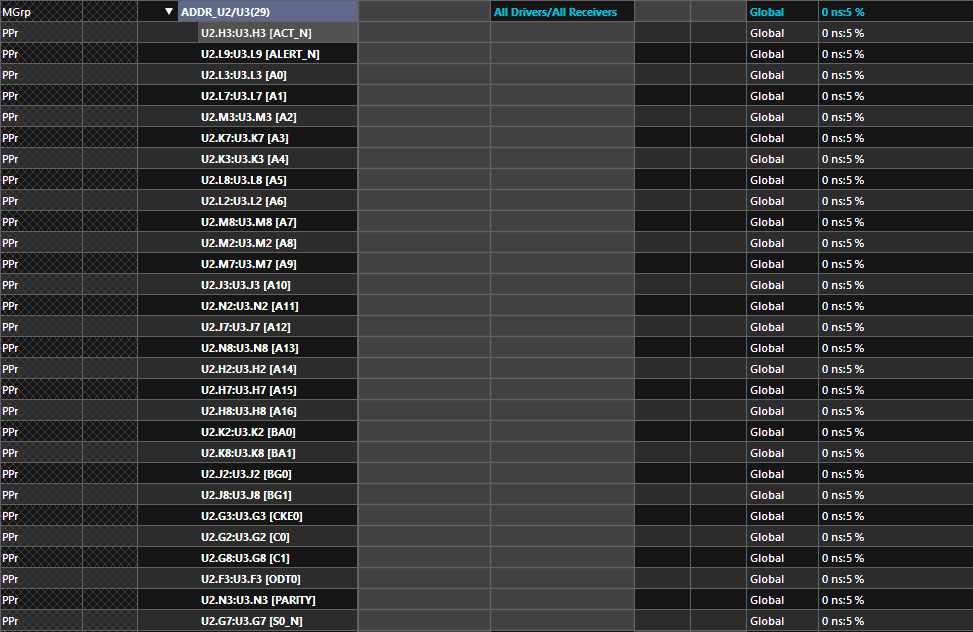 MGrp ▼ ADDR_U2/U3(29) All Drivers/All Receivers Global 0 ns:5 %
PPr U2.H3:U3.H3 [ACT_N] Global 0 ns:5 %
PPr U2.L9:U3.L9 [ALERT_N] Global 0 ns:5 %
PPr U2.L3:U3.L3 [A0] Global 0 ns:5 %
PPr U2.L7:U3.L7 [A1] Global 0 ns:5 %
PPr U2.M3:U3.M3 [A2] Global 0 ns:5 %
PPr U2.K7:U3.K7 [A3] Global 0 ns:5 %
PPr U2.K3:U3.K3 [A4] Global 0 ns:5 %
PPr U2.L8:U3.L8 [A5] Global 0 ns:5 %
PPr U2.L2:U3.L2 [A6] Global 0 ns:5 %
PPr U2.M8:U3.M8 [A7] Global 0 ns:5 %
PPr U2.M2:U3.M2 [A8] Global 0 ns:5 %
PPr U2.M7:U3.M7 [A9] Global 0 ns:5 %
PPr U2.J3:U3.J3 [A10] Global 0 ns:5 %
PPr U2.N2:U3.N2 [A11] Global 0 ns:5 %
PPr U2.J7:U3.J7 [A12] Global 0 ns:5 %
PPr U2.N8:U3.N8 [A13] Global 0 ns:5 %
PPr U2.H2:U3.H2 [A14] Global 0 ns:5 %
PPr U2.H7:U3.H7 [A15] Global 0 ns:5 %
PPr U2.H8:U3.H8 [A16] Global 0 ns:5 %
PPr U2.K2:U3.K2 [BA0] Global 0 ns:5 %
PPr U2.K8:U3.K8 [BA1] Global 0 ns:5 %
PPr U2.J2:U3.J2 [BG0] Global 0 ns:5 %
PPr U2.J8:U3.J8 [BG1] Global 0 ns:5 %
PPr U2.G3:U3.G3 [CKE0] Global 0 ns:5 %
PPr U2.G2:U3.G2 [C0] Global 0 ns:5 %
PPr U2.G8:U3.G8 [C1] Global 0 ns:5 %
PPr U2.F3:U3.F3 [ODT0] Global 0 ns:5 %
PPr U2.N3:U3.N3 [PARITY] Global 0 ns:5 %
PPr U2.G7:U3.G7 [S0_N] Global 0 ns:5 %